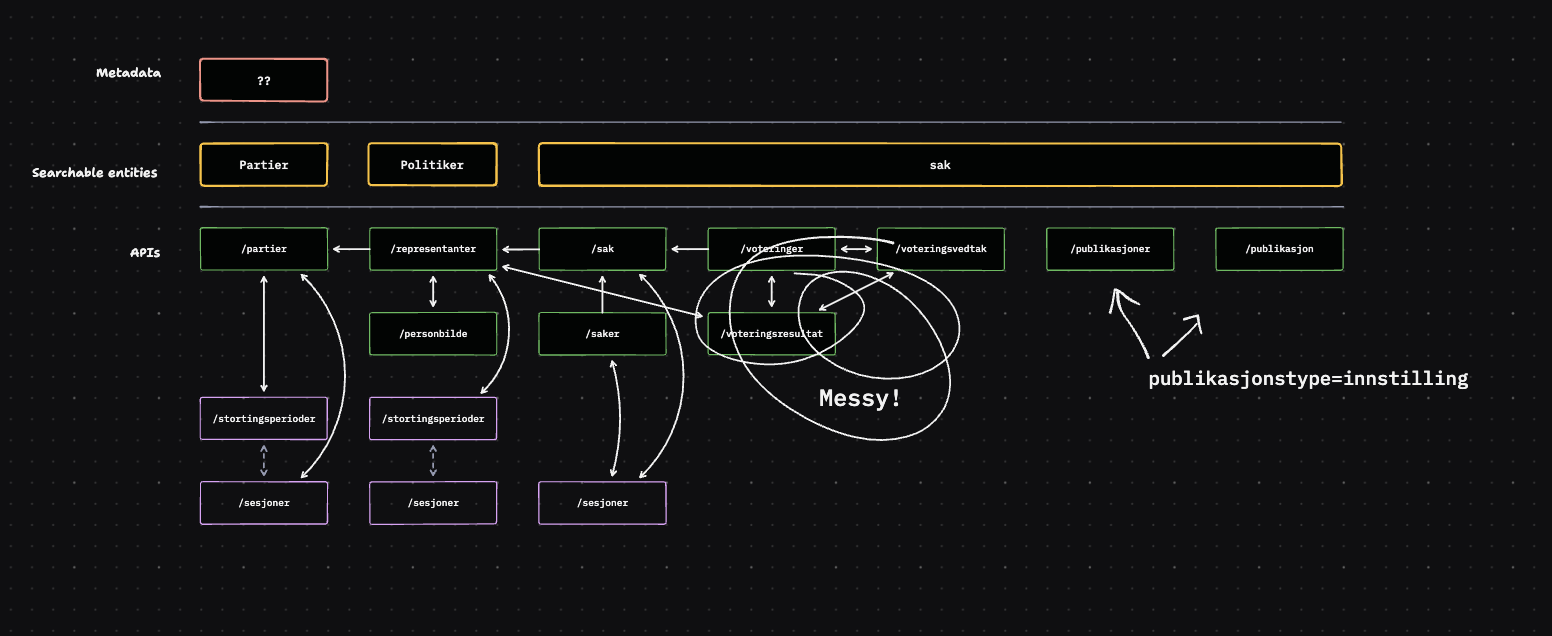 Metadata
??
Searchable entities
Partier
Politiker
sak
APIs
/partier
/representanter
/sak
/voteringer
/voteringsvedtak
/publikasjoner
/publikasjon
/personbilde
/saker
/voteringsresultat
publikasjonstype=innstilling
Messy!
/stortingsperioder
/stortingsperioder
/sesjoner
/sesjoner
/sesjoner